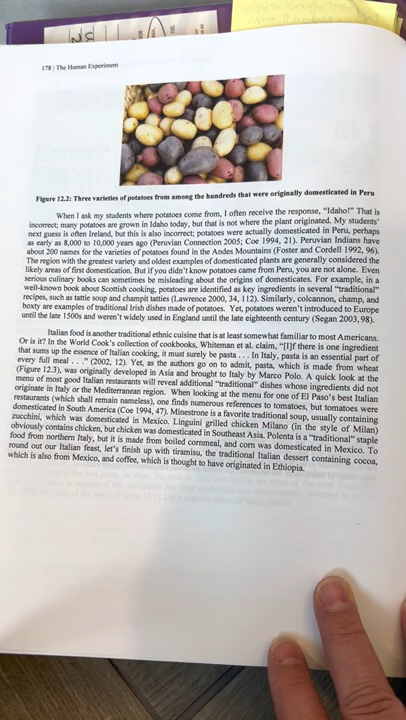 178 | The Human Experiment
Figure 12.2: Three varieties of potatoes from among the hundreds that were originally domesticated in Peru
When I ask my students where potatoes come from, I often receive the response, "Idaho!" That is
incorrect; many potatoes are grown in Idaho today, but that is not where the plant originated. My students'
next guess is often Ireland, but this is also incorrect; potatoes were actually domesticated in Peru, perhaps
as early as 8,000 to 10,000 years ago (Peruvian Connection 2005; Coe 1994, 21). Peruvian Indians have
about 200 names for the varieties of potatoes found in the Andes Mountains (Foster and Cordell 1992, 96).
The region with the greatest variety and oldest examples of domesticated plants are generally considered the
likely areas of first domestication. But if you didn't know potatoes came from Peru, you are not alone. Even
serious culinary books can sometimes be misleading about the origins of domesticates. For example, in a
well-known book about Scottish cooking, potatoes are identified as key ingredients in several "traditional"
recipes, such as tattie soup and champit tatties (Lawrence 2000, 34, 112). Similarly, colcannon, champ, and
boxty are examples of traditional Irish dishes made of potatoes. Yet, potatoes weren't introduced to Europe
until the late 1500s and weren't widely used in England until the late eighteenth century (Segan 2003, 98).
Italian food is another traditional ethnic cuisine that is at least somewhat familiar to most Americans.
Or is it? In the World Cook's collection of cookbooks, Whiteman et al. claim, "[I]f there is one ingredient
that sums up the essence of Italian cooking, it must surely be pasta . . . In Italy, pasta is an essential part of
every full meal . . ." (2002, 12). Yet, as the authors go on to admit, pasta, which is made from wheat
(Figure 12.3), was originally developed in Asia and brought to Italy by Marco Polo. A quick look at the
menu of most good Italian restaurants will reveal additional "traditional" dishes whose ingredients did not
originate in Italy or the Mediterranean region. When looking at the menu for one of El Paso's best Italian
restaurants (which shall remain nameless), one finds numerous references to tomatoes, but tomatoes were
domesticated in South America (Coe 1994, 47). Minestrone is a favorite traditional soup, usually containing
zucchini, which was domesticated in Mexico. Linguini grilled chicken Milano (in the style of Milan)
obviously contains chicken, but chicken was domesticated in Southeast Asia. Polenta is a "traditional" staple
food from northern Italy, but it is made from boiled cornmeal, and corn was domesticated in Mexico. To
round out our Italian feast, let's finish up with tiramisu, the traditional Italian dessert containing cocoa,
which is also from Mexico, and coffee, which is thought to have originated in Ethiopia.